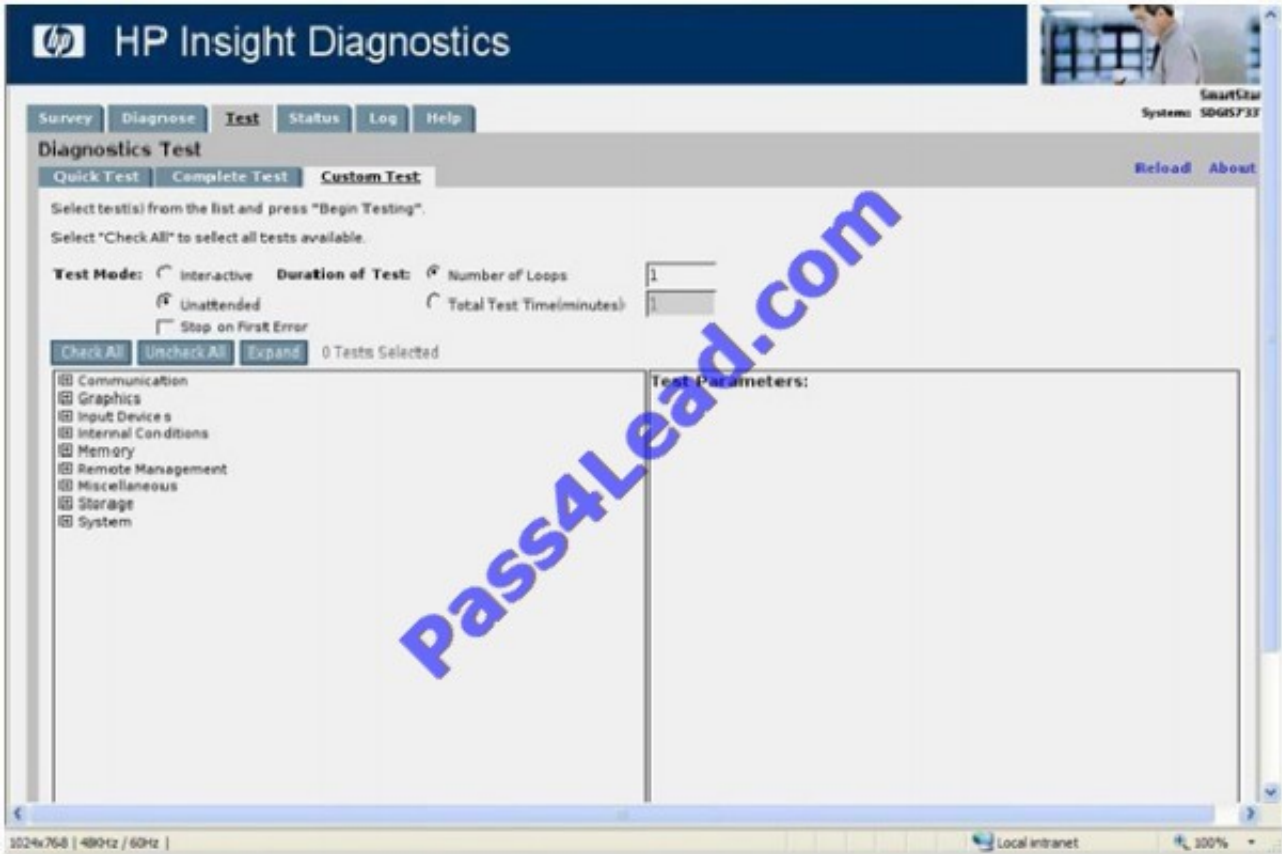 hp HP Insight Diagnostics
SmartStar
System: SDGIS7'33'
Survey Diagnose Test Status Log Help
Diagnostics Test
Reload About
Quick Test Complete Test Custom Test
Select test(s) from the list and press "Begin Testing".
Select "Check All" to select all tests available.
Test Mode: Interactive Duration of Test: Number of Loops 1
Unattended Total Test Time(minutes): 1
Stop on First Error
Check All Uncheck All Expand 0 Tests Selected
Communication
Graphics
Input Devices
Internal Conditions
Memory
Remote Management
Miscellaneous
Storage
System
Test Parameters:
Pass4Lead.com
1024x768 | 48KHz / 60Hz | Local intranet 100%